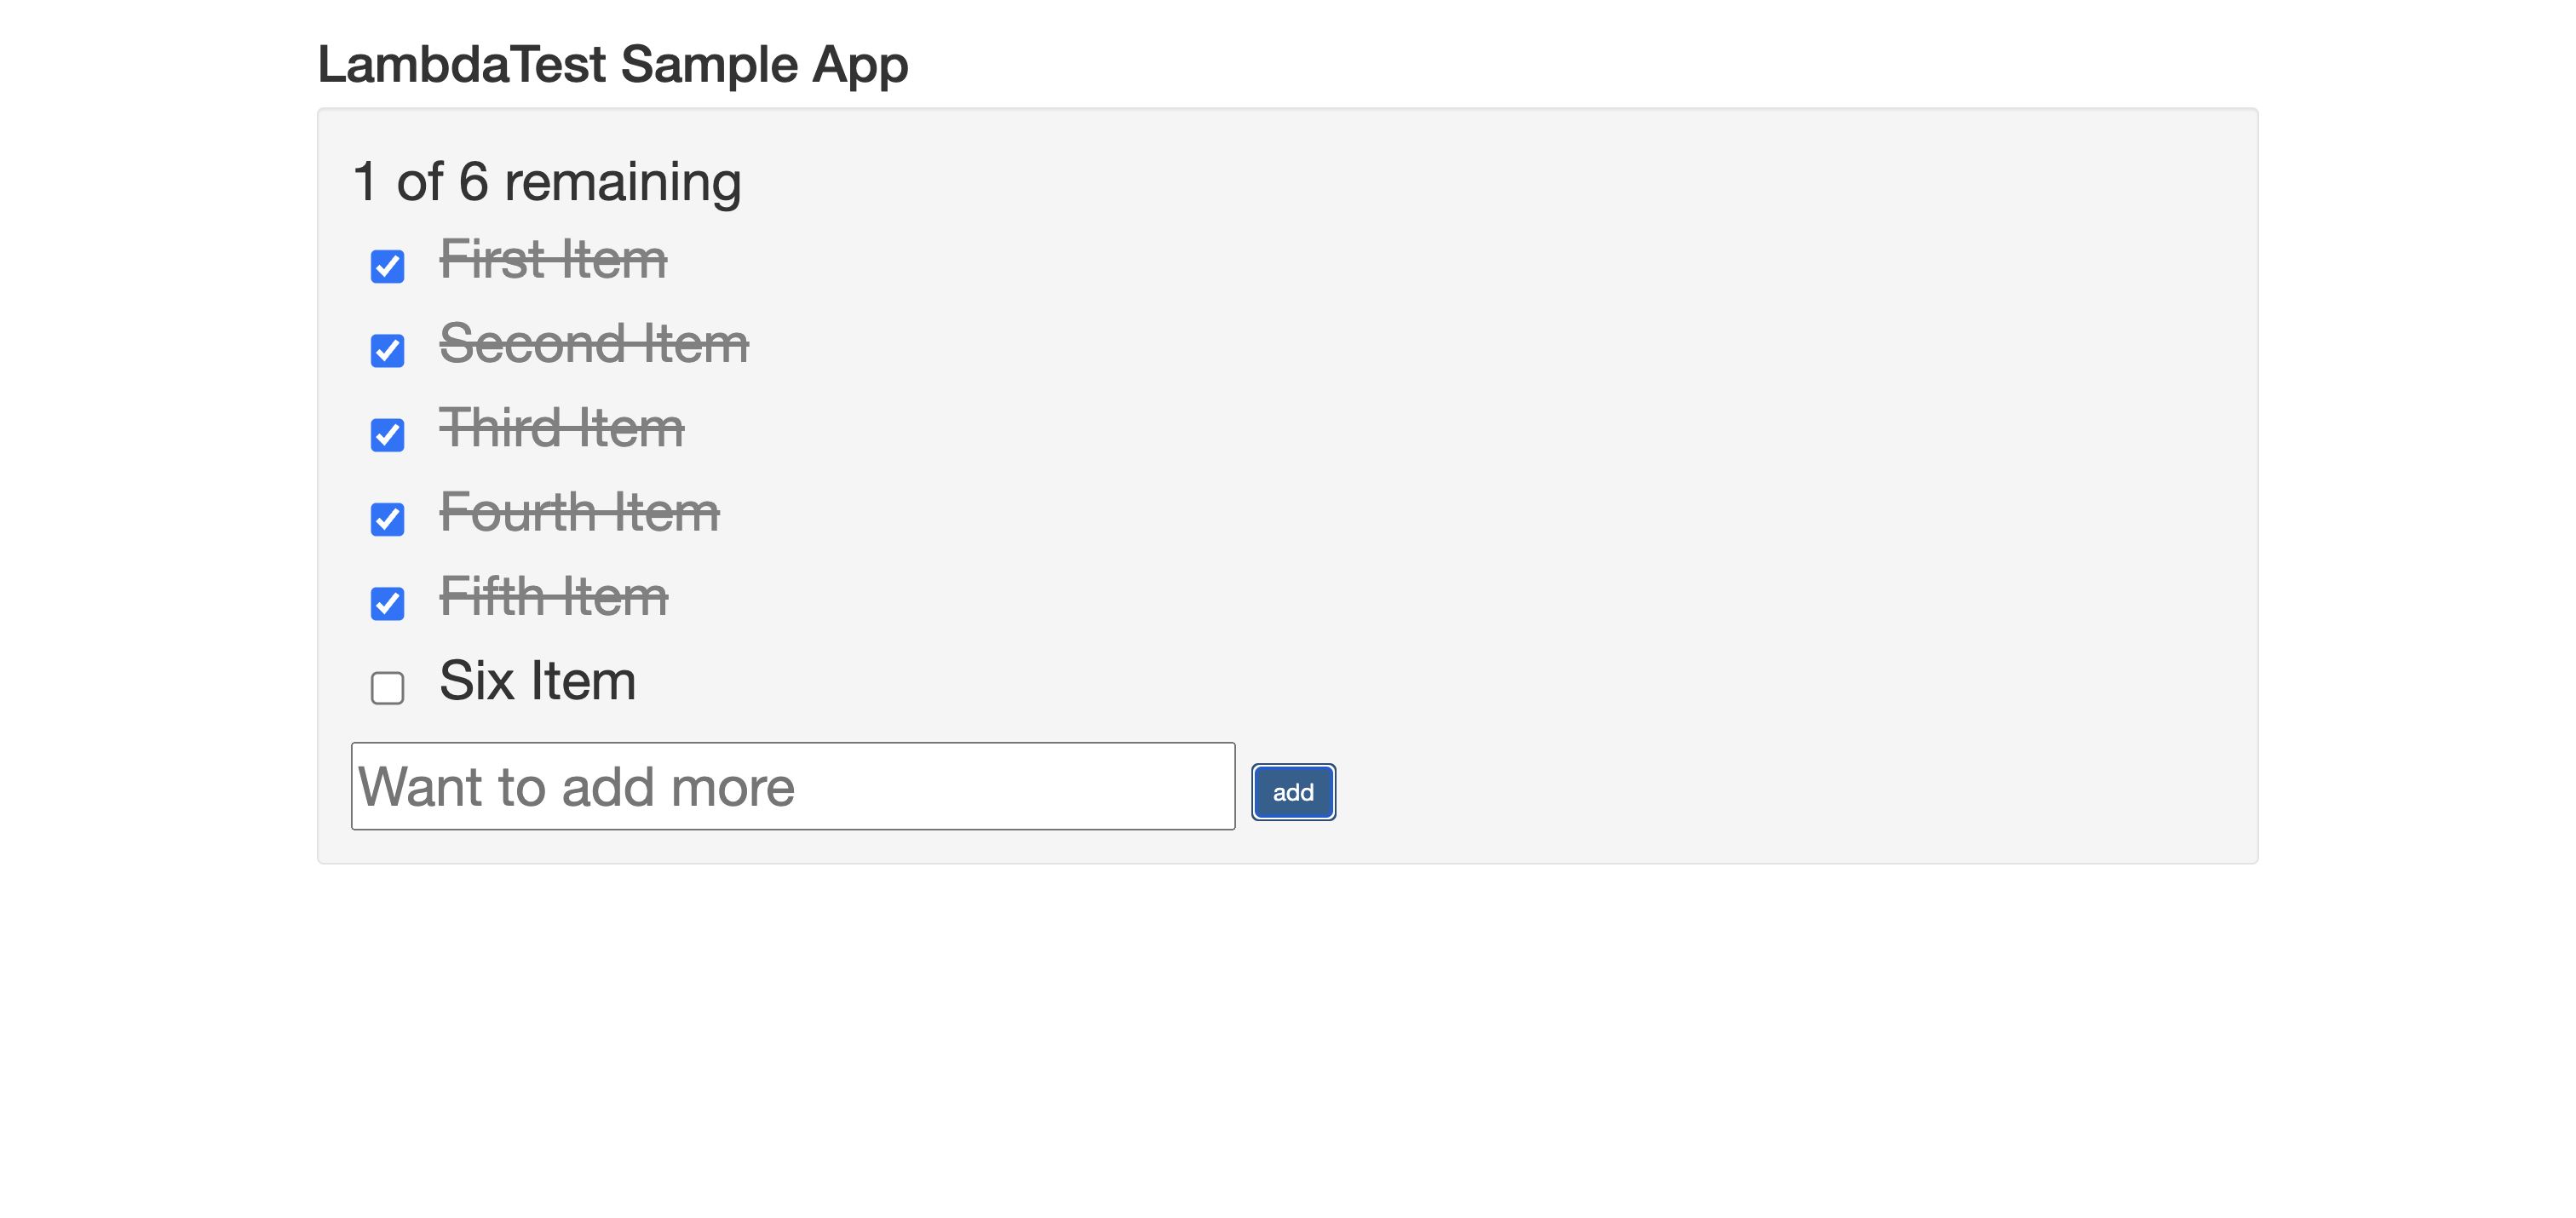 LambdaTest Sample App
1 of 6 remaining
First Item
Second Item
Third Item
Fourth Item
Fifth Item
Six Item
Want to add more
add